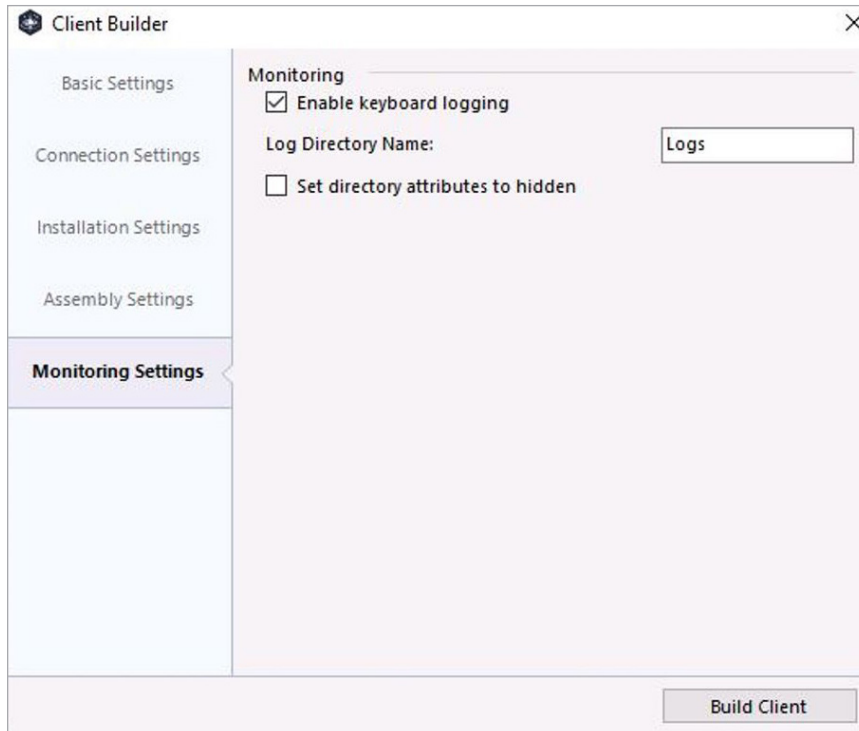 Client Builder
Basic Settings
Connection Settings
Installation Settings
Assembly Settings
Monitoring Settings
Monitoring
Enable keyboard logging
Log Directory Name:
Logs
Set directory attributes to hidden
Build Client